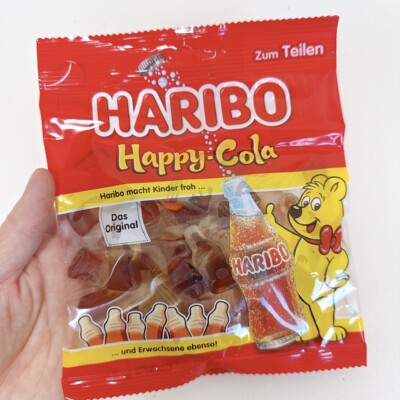 Zum Teilen
HARIBO
Happy-Cola
Haribo macht Kinder froh ...
Das
Original
HARIBO
... und Erwachsene ebenso!